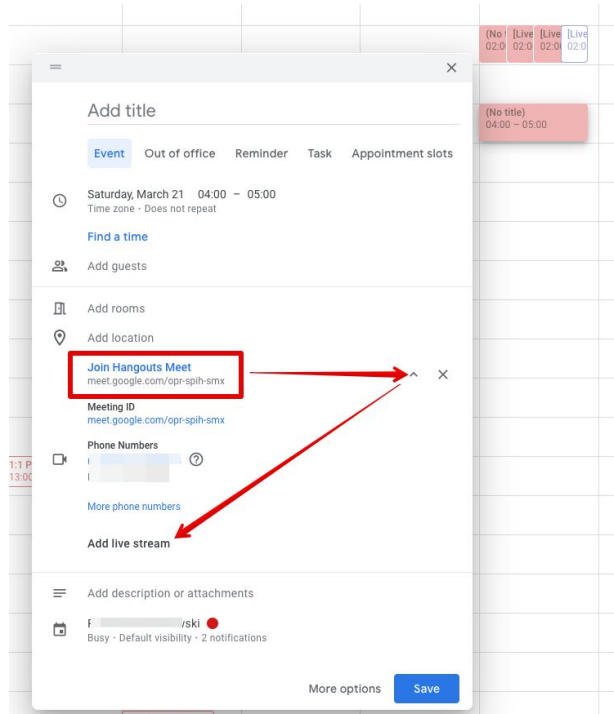 (No t [Live [Live [Live
02:0 02:0 02:0 02:0
(No title)
04:00 – 05:00
Add title
Event Out of office Reminder Task Appointment slots
Saturday, March 21 04:00 – 05:00
Time zone · Does not repeat
Find a time
Add guests
Add rooms
Add location
Join Hangouts Meet
meet.google.com/opr-spih-smx
Meeting ID
meet.google.com/opr-spih-smx
Phone Numbers
More phone numbers
1:1 P
13:00
Add live stream
Add description or attachments
F /ski
Busy · Default visibility · 2 notifications
More options Save